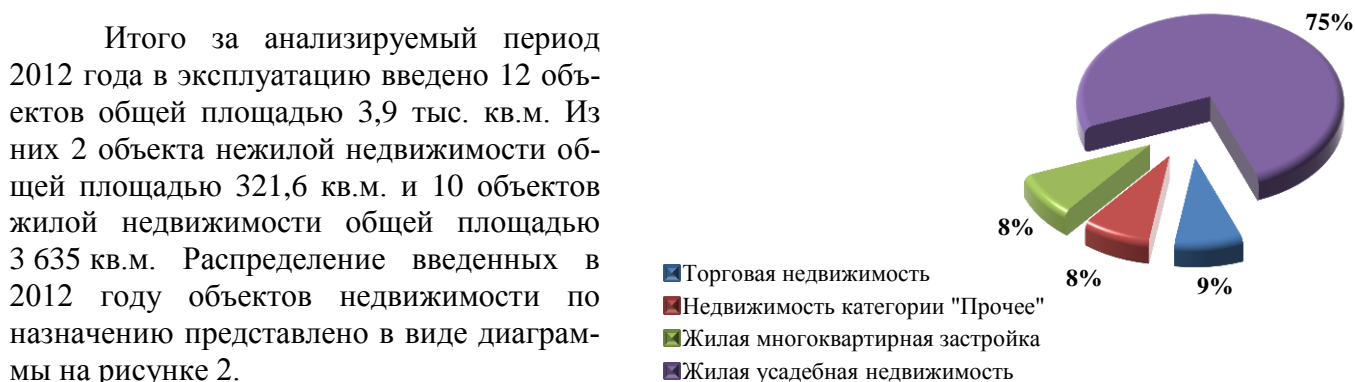 Итого за анализируемый период
2012 года в эксплуатацию введено 12 объ-
ектов общей площадью 3,9 тыс. кв.м. Из
них 2 объекта нежилой недвижимости об-
щей площадью 321,6 кв.м. и 10 объектов
жилой недвижимости общей площадью
3 635 кв.м. Распределение введенных в
2012 году объектов недвижимости по
назначению представлено в виде диаграм-
мы на рисунке 2.
75%
8%
8%
9%
Торговая недвижимость
Недвижимость категории "Прочее"
Жилая многоквартирная застройка
Жилая усадебная недвижимость